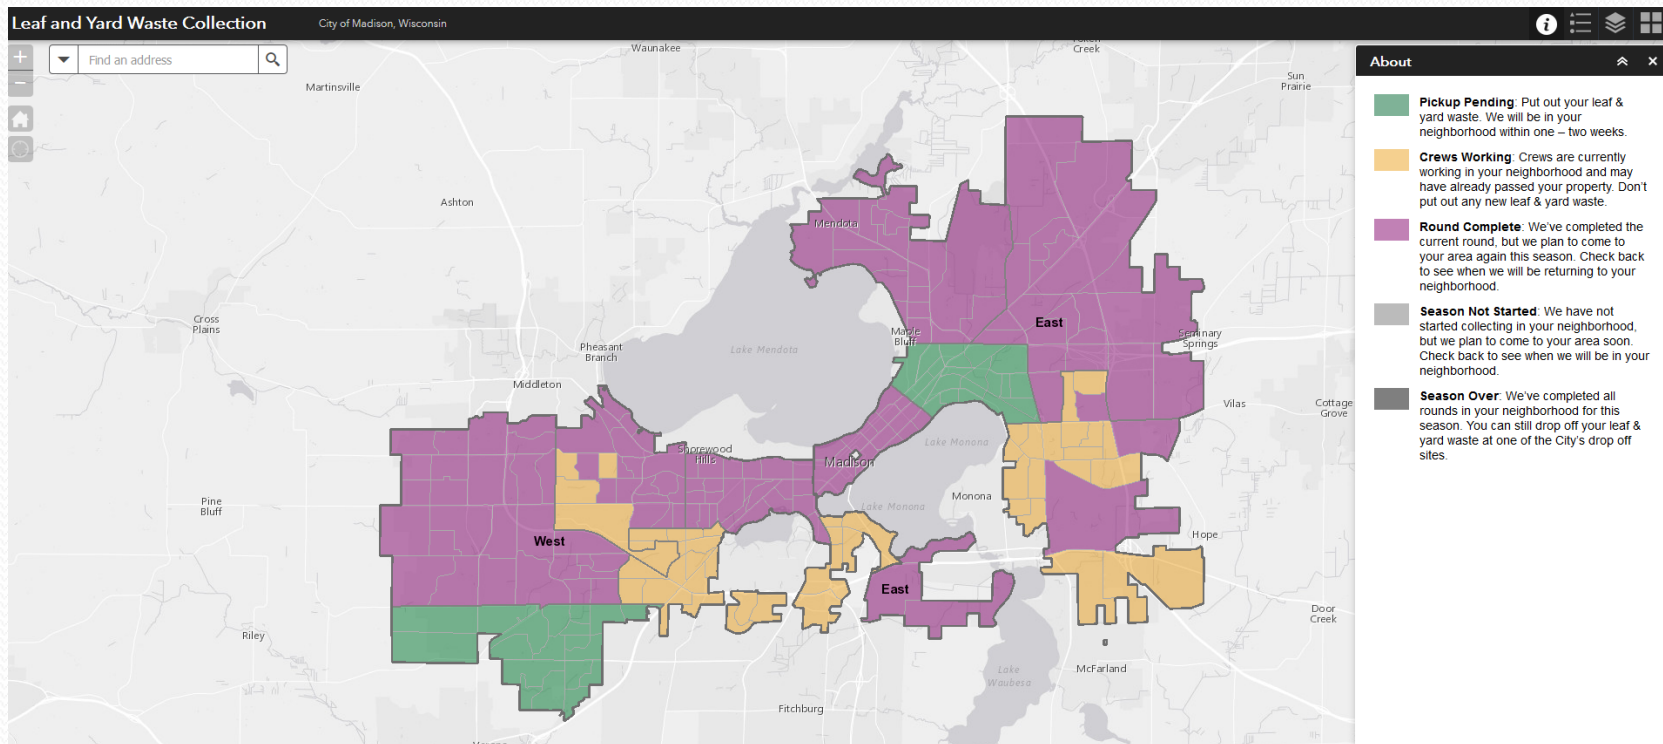 Leaf and Yard Waste Collection
City of Madison, Wisconsin
Find an address
About
Pickup Pending: Put out your leaf &
yard waste. We will be in your
neighborhood within one – two weeks.
Crews Working: Crews are currently
working in your neighborhood and may
have already passed your property. Don't
put out any new leaf & yard waste.
Round Complete: We've completed the
current round, but we plan to come to
your area again this season. Check back
to see when we will be returning to your
neighborhood.
Season Not Started: We have not
started collecting in your neighborhood,
but we plan to come to your area soon.
Check back to see when we will be in your
neighborhood.
Season Over: We've completed all
rounds in your neighborhood for this
season. You can still drop off your leaf &
yard waste at one of the City's drop off
sites.
Waunakee
Creek
Martinsville
Sun
Prairie
Ashton
Mendota
Cross
Plains
East
Maple
Bluff
Seminary
Springs
Pheasant
Branch
Lake Mendota
Middleton
Vilas
Cottage
Grove
Lake Monona
Shorewood
Hills
Madison
Pine
Bluff
Monona
Lake Monona
Hope
West
East
Door
Creek
Riley
McFarland
Lake
Waubesa
Fitchburg